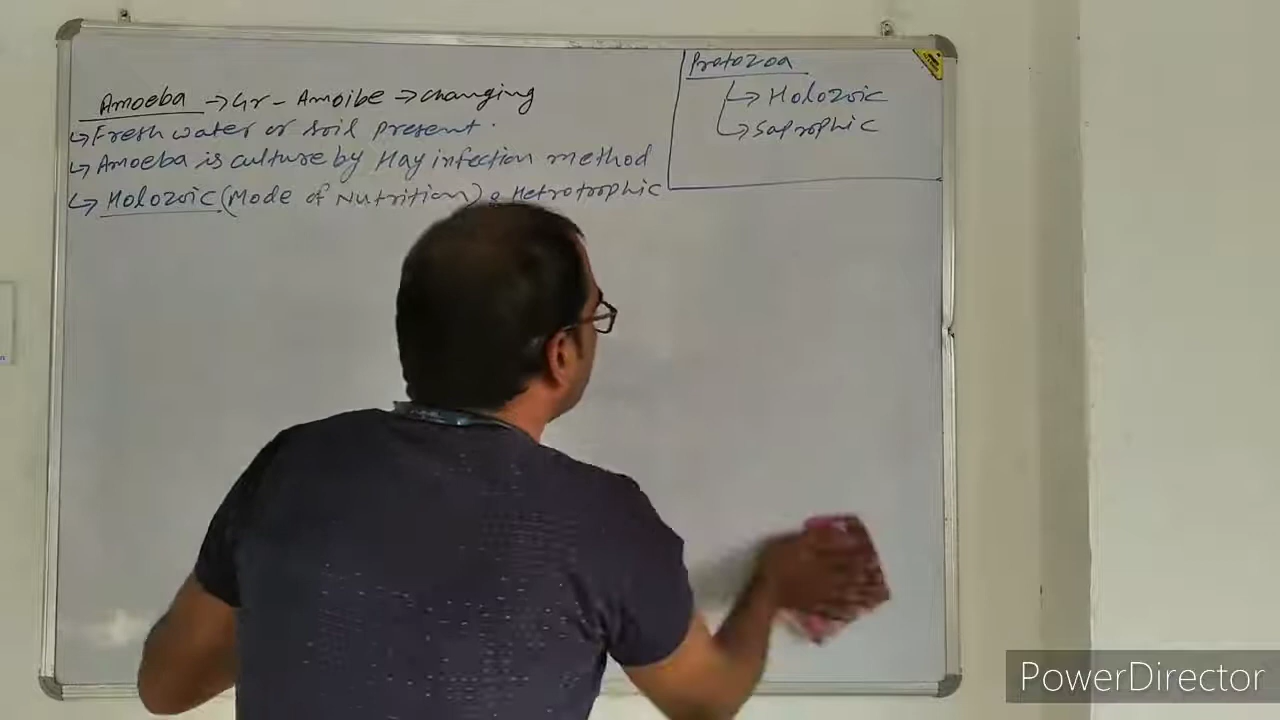 Amoeba → Gr - Amoibe → changing
↳ Fresh water or soil present.
↳ Amoeba is culture by Hay infection method
↳ Holozoic (Mode of Nutrition) Hetrotrophic
Protozoa
↳ Holozoic
↳ Saprophic
PowerDirector